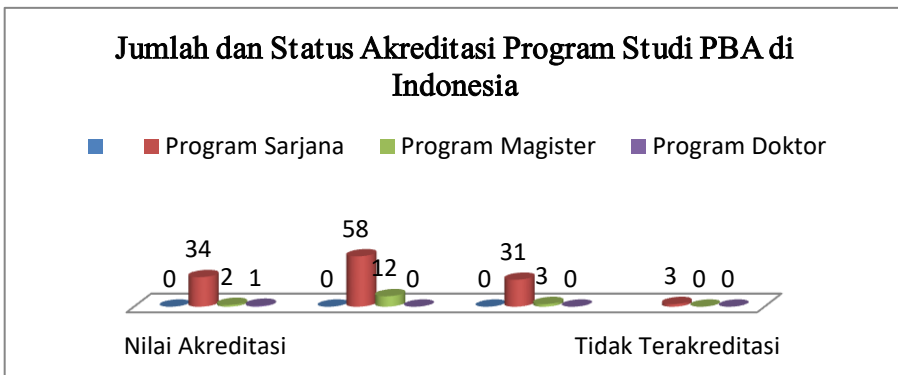 Jumlah dan Status Akreditasi Program Studi PBA di
Indonesia
Program Sarjana Program Magister Program Doktor
0 34 2 1 0 58 12 0 0 31 3 0 3 0 0
Nilai Akreditasi Tidak Terakreditasi